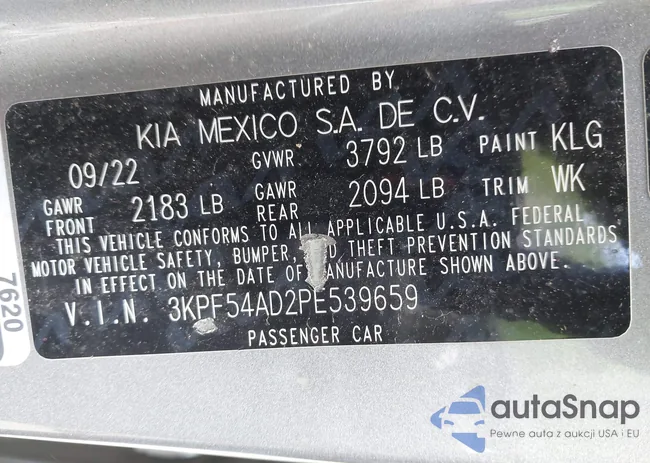 MANUFACTURED BY
KIA MEXICO S.A. DE C.V.
09/22 GVWR 3792 LB PAINT KLG
GAWR FRONT 2183 LB GAWR REAR 2094 LB TRIM WK
THIS VEHICLE CONFORMS TO ALL APPLICABLE U.S.A. FEDERAL
MOTOR VEHICLE SAFETY, BUMPER, D THEFT PREVENTION STANDARDS
IN EFFECT ON THE DATE OF ANUFACTURE SHOWN ABOVE.
V.I.N. 3KPF54AD2PE539659
PASSENGER CAR
7620
autoSnap
Pewne auta z aukcji USA i EU